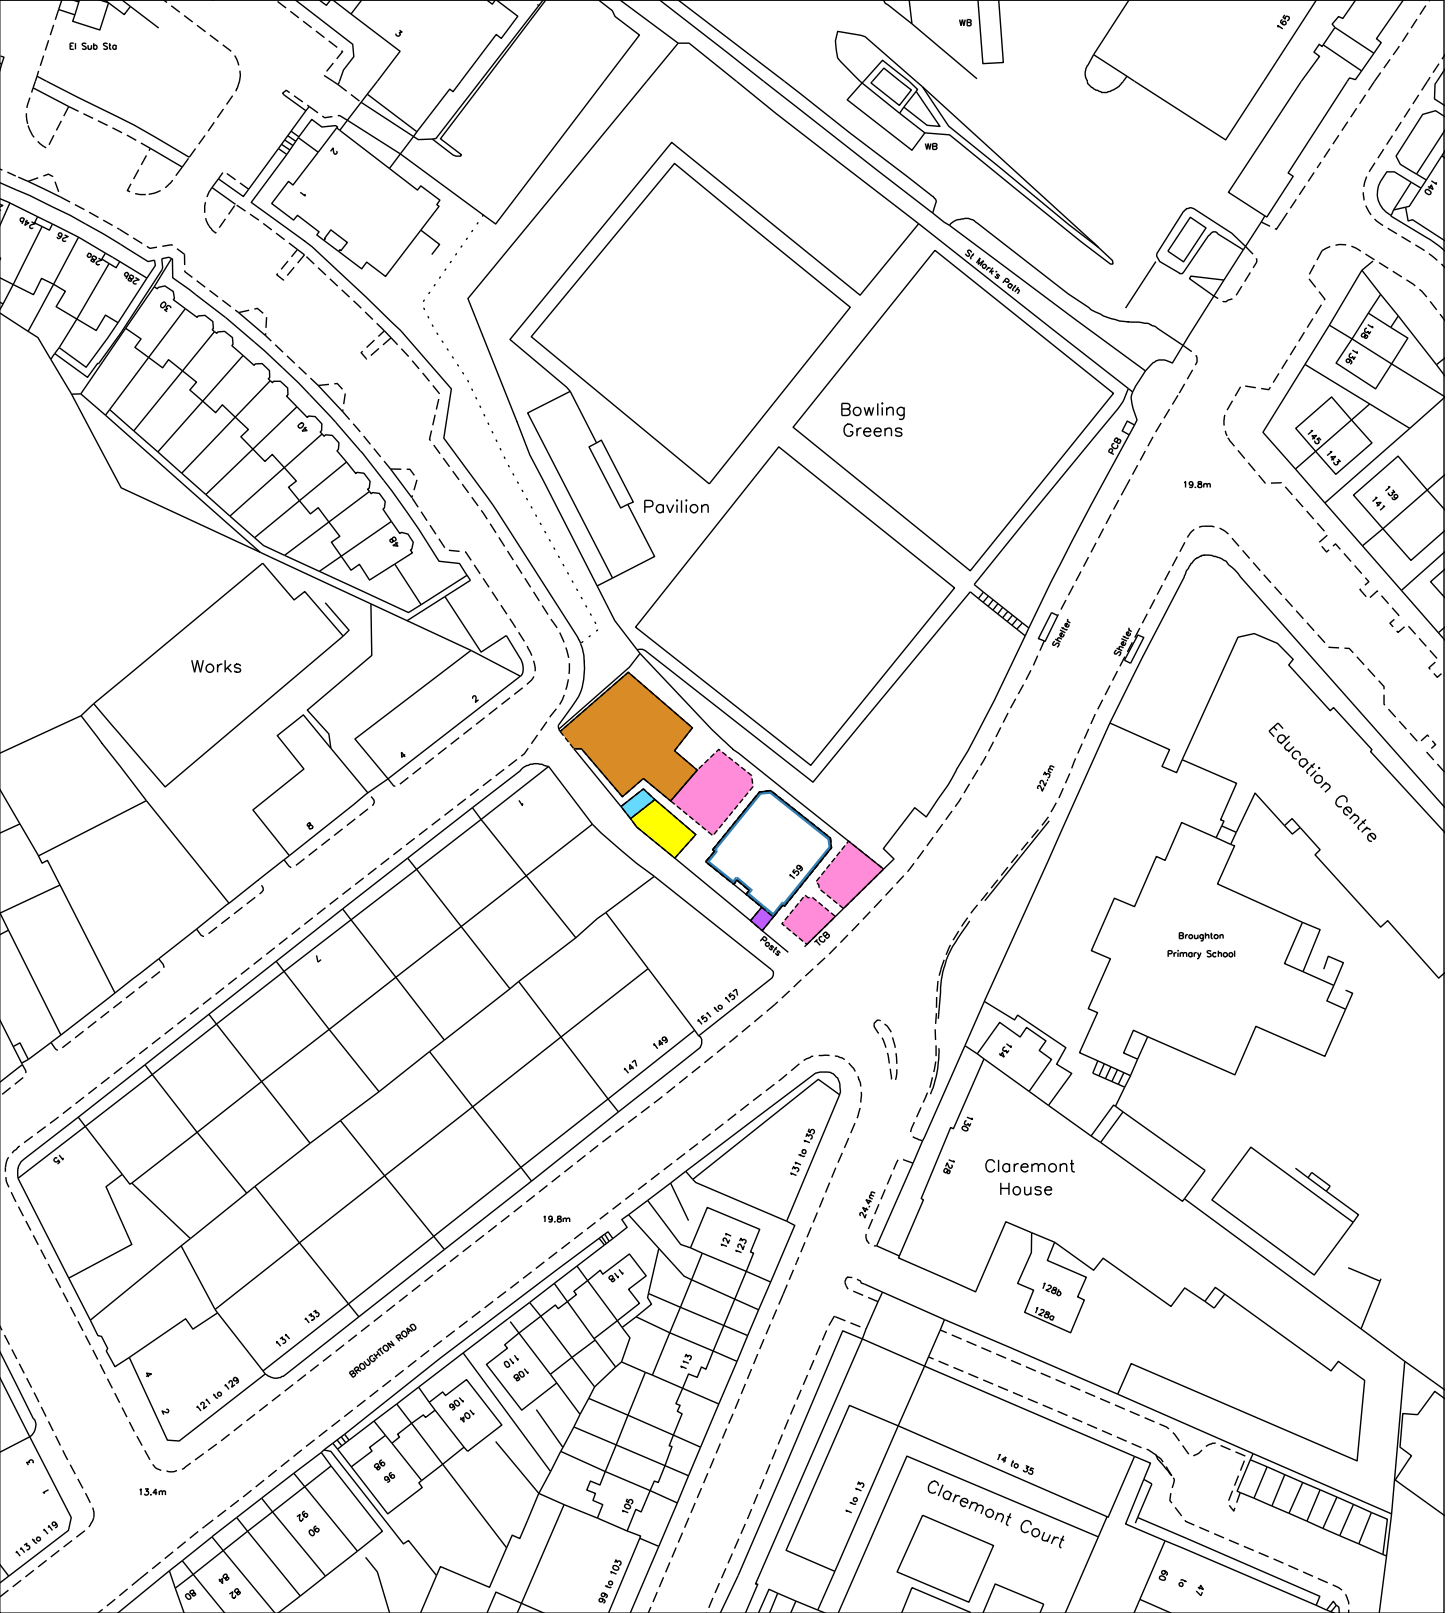 El Sub Sta
3
WB
WB
165
140
2
1
24b
26
28a
28b
30
40
48
St Mark's Path
138
136
145
143
139
141
PCB
19.8m
Bowling
Greens
Pavilion
Shelter
Shelter
Works
2
4
8
1
7
15
159
Posts
TCB
22.3m
Education Centre
Broughton
Primary School
151 to 157
149
147
134
130
128
131 to 135
Claremont
House
24.4m
19.8m
121
123
118
128b
128a
131
133
BROUGHTON ROAD
121 to 129
4
2
110
108
113
106
104
98
96
105
92
90
84
82
80
99 to 103
13.4m
3
1
113 to 119
1 to 13
14 to 35
Claremont Court
60
to
47